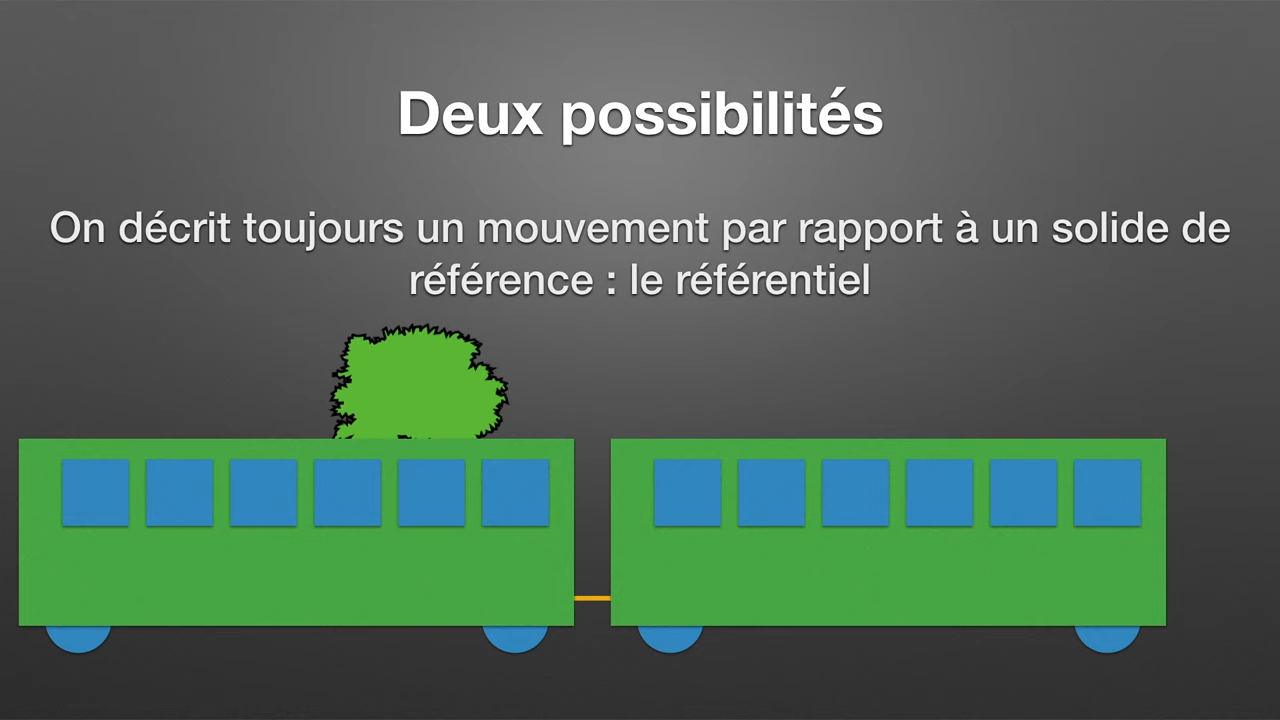 Deux possibilités
On décrit toujours un mouvement par rapport à un solide de
référence : le référentiel